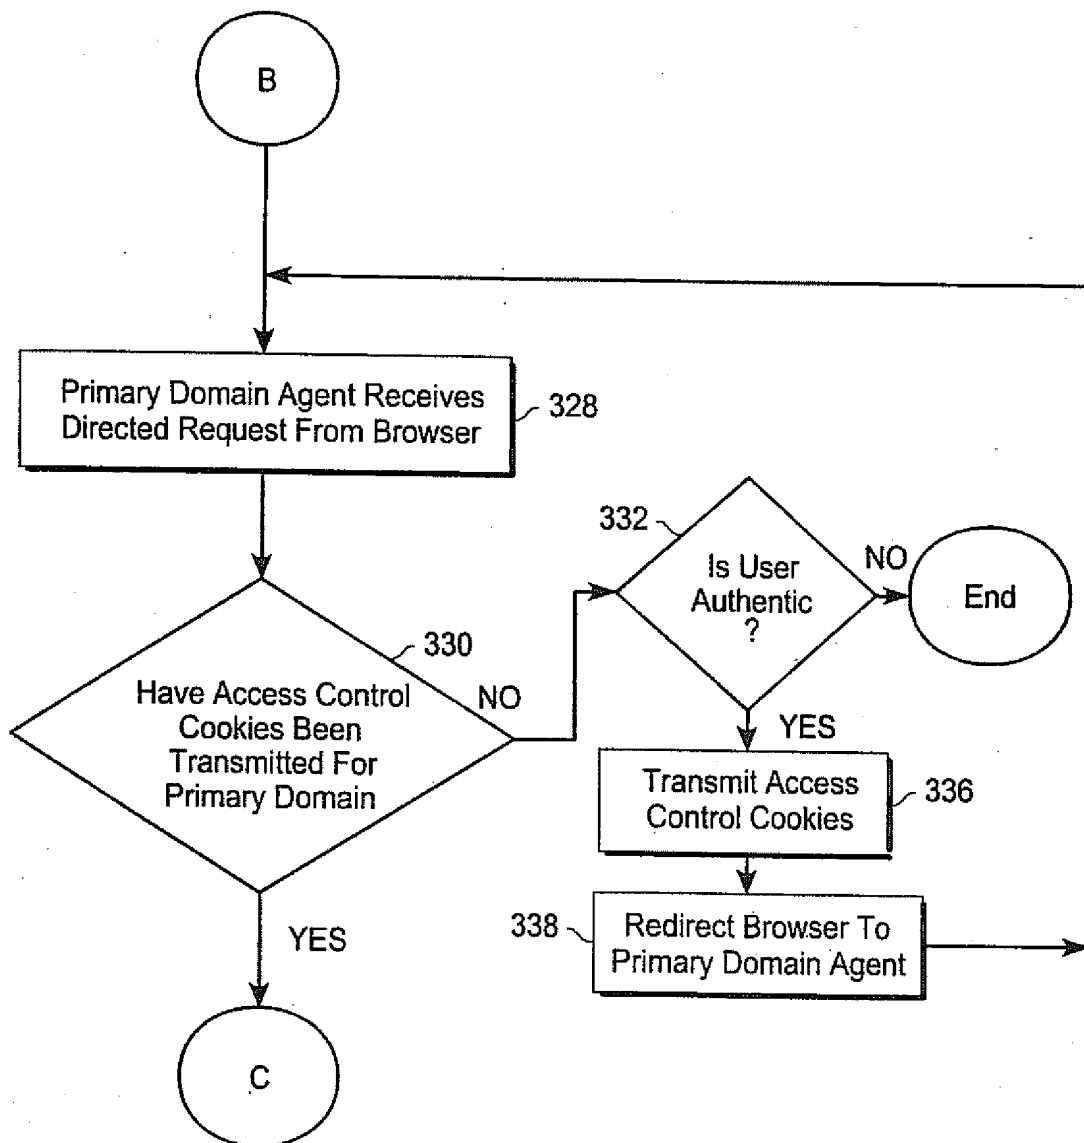 B
Primary Domain Agent Receives
Directed Request From Browser
328
330
Have Access Control
Cookies Been
Transmitted For
Primary Domain
NO
YES
C
332
Is User
Authentic
?
NO
End
YES
Transmit Access
Control Cookies
336
338
Redirect Browser To
Primary Domain Agent